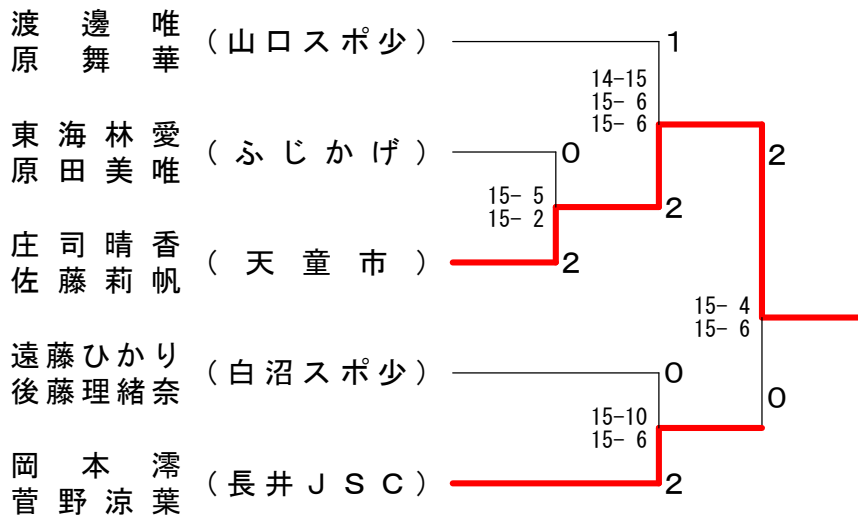 渡邊唯
原舞華
(山口スポ少)
1
14-15
15- 6
15- 6
東海林愛
原田美唯
(ふじかげ)
0
2
15- 5
15- 2
2
庄司晴香
佐藤莉帆
(天童市)
2
15- 4
15- 6
遠藤ひかり
後藤理緒奈
(白沼スポ少)
0
0
15-10
15- 6
岡本澪
菅野涼葉
(長井JSC)
2